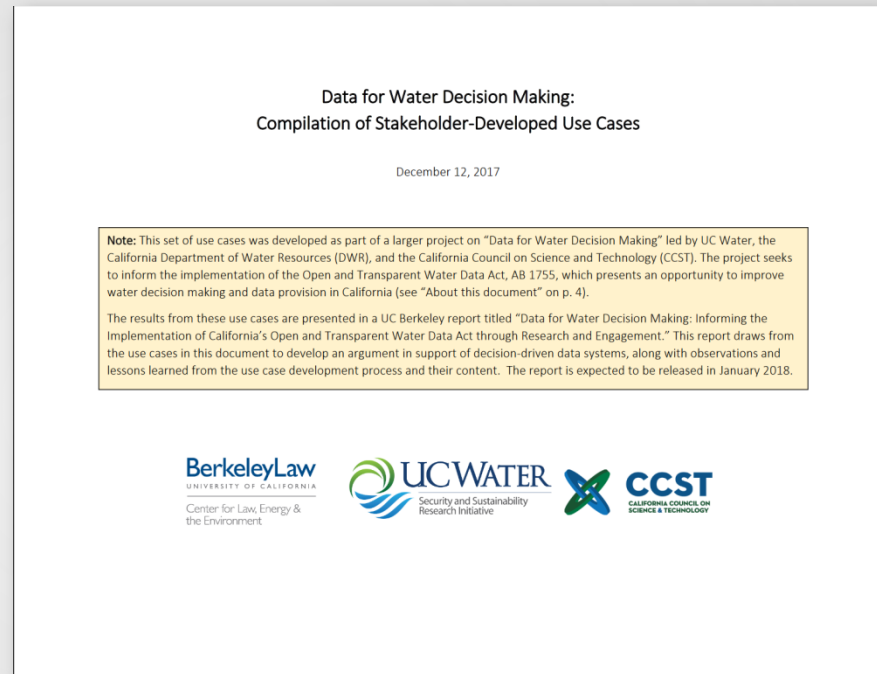 Data for Water Decision Making:
Compilation of Stakeholder-Developed Use Cases
December 12, 2017
Note: This set of use cases was developed as part of a larger project on "Data for Water Decision Making" led by UC Water, the
California Department of Water Resources (DWR), and the California Council on Science and Technology (CCST). The project seeks
to inform the implementation of the Open and Transparent Water Data Act, AB 1755, which presents an opportunity to improve
water decision making and data provision in California (see "About this document" on p. 4).
The results from these use cases are presented in a UC Berkeley report titled "Data for Water Decision Making: Informing the
Implementation of California's Open and Transparent Water Data Act through Research and Engagement." This report draws from
the use cases in this document to develop an argument in support of decision-driven data systems, along with observations and
lessons learned from the use case development process and their content. The report is expected to be released in January 2018.
BerkeleyLaw
UNIVERSITY OF CALIFORNIA
Center for Law, Energy &
the Environment
UC WATER
Security and Sustainability
Research Initiative
CCST
CALIFORNIA COUNCIL ON
SCIENCE & TECHNOLOGY